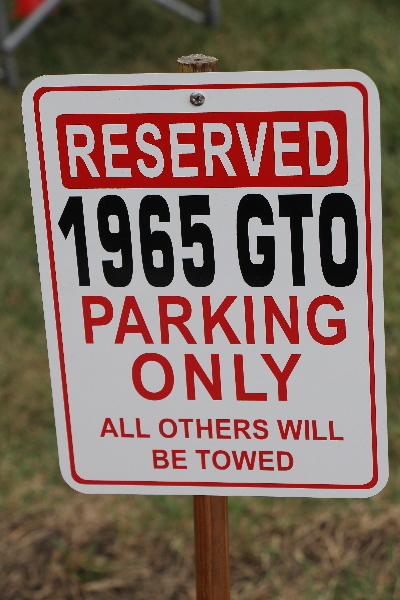 RESERVED
1965 GTO
PARKING
ONLY
ALL OTHERS WILL
BE TOWED